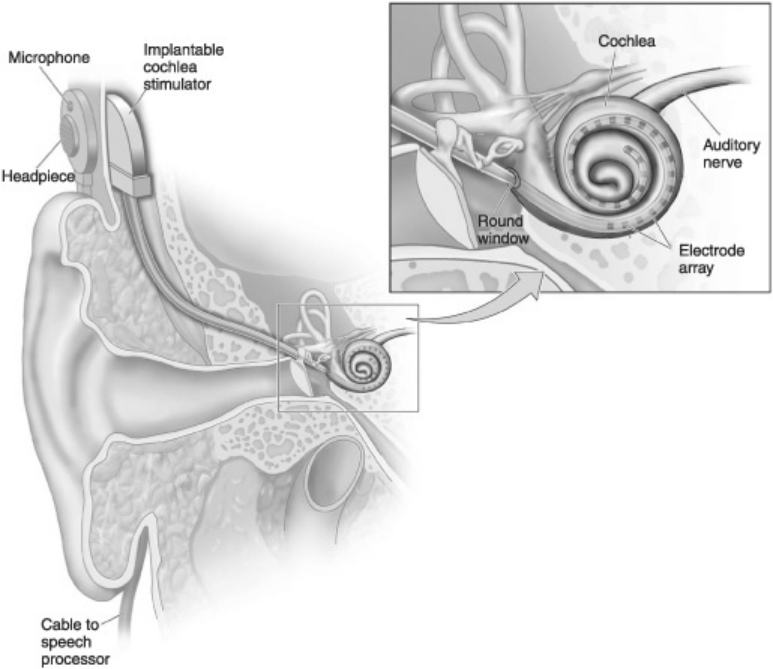 Microphone
Implantable
cochlea
stimulator
Headpiece
Cochlea
Auditory
nerve
Round
window
Electrode
array
Cable to
speech
processor